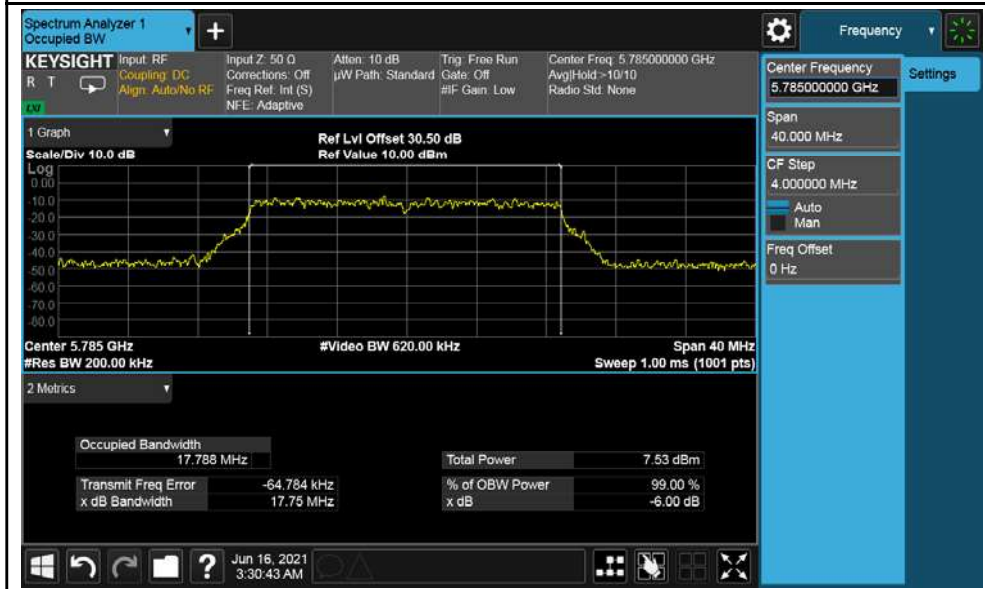 Spectrum Analyzer 1
Occupied BW
+
Frequency
KEYSIGHT
R T
LXI
Input: RF
Coupling: DC
Align: Auto/No RF
Input Z: 50 Ω
Corrections: Off
Freq Ref: Int (S)
NFE: Adaptive
Atten: 10 dB
µW Path: Standard
Trig: Free Run
Gate: Off
#IF Gain: Low
Center Freq: 5.785000000 GHz
Avg|Hold:>10/10
Radio Std: None
Center Frequency
5.785000000 GHz
Settings
Span
40.000 MHz
CF Step
4.000000 MHz
Auto
Man
Freq Offset
0 Hz
1 Graph
Scale/Div 10.0 dB
Ref Lvl Offset 30.50 dB
Ref Value 10.00 dBm
Log
0.00
-10.0
-20.0
-30.0
-40.0
-50.0
-60.0
-70.0
-80.0
Center 5.785 GHz
#Video BW 620.00 kHz
Span 40 MHz
#Res BW 200.00 kHz
Sweep 1.00 ms (1001 pts)
2 Metrics
Occupied Bandwidth
17.788 MHz
Total Power 7.53 dBm
Transmit Freq Error -64.784 kHz
% of OBW Power 99.00 %
x dB Bandwidth 17.75 MHz
x dB -6.00 dB
?
Jun 16, 2021
3:30:43 AM